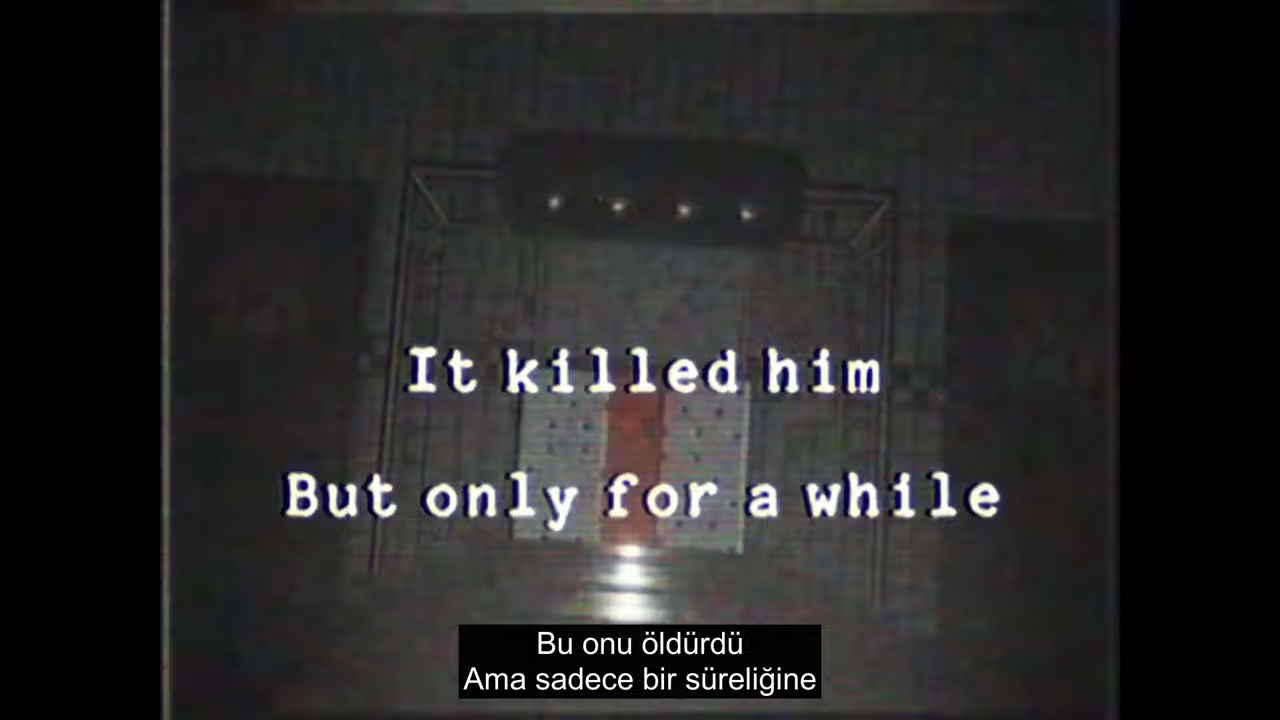 It killed him
But only for a while
Bu onu öldürdü
Ama sadece bir süreliğine